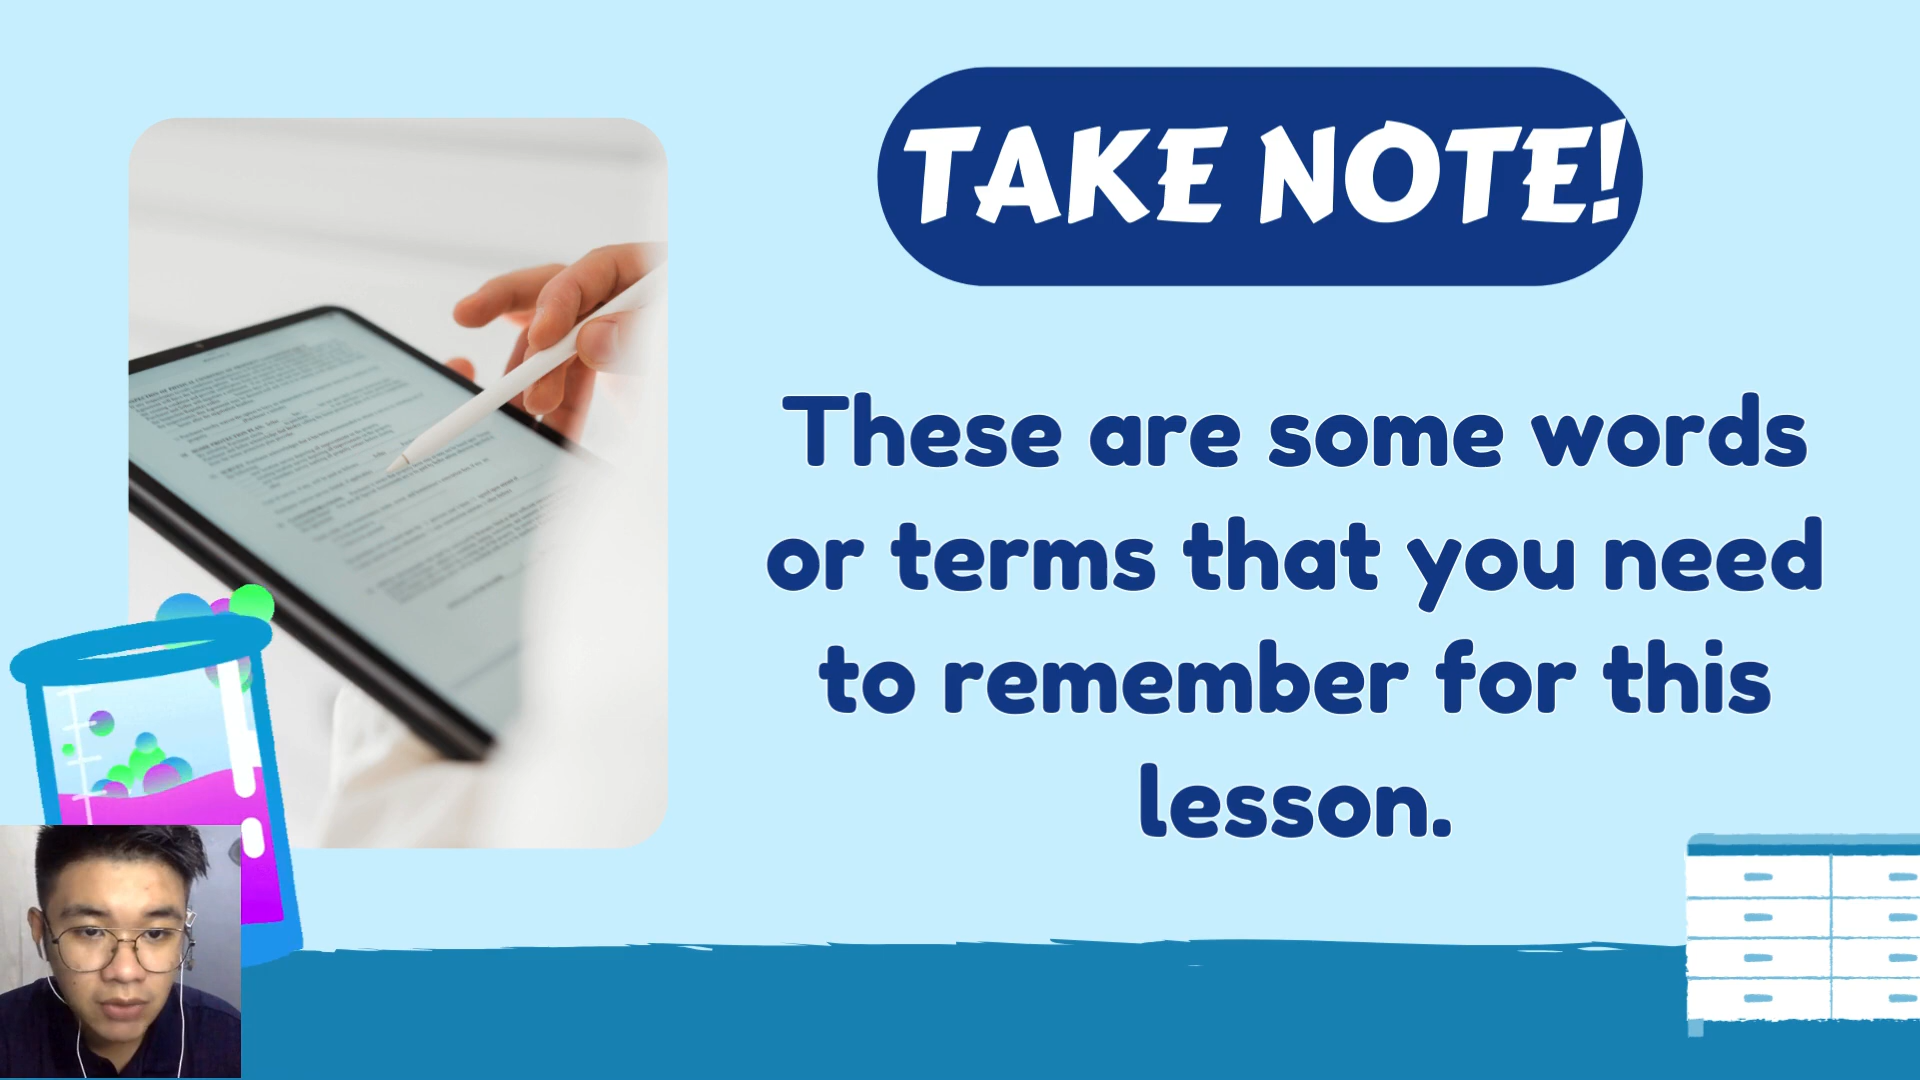 TAKE NOTE!
These are some words
or terms that you need
to remember for this
lesson.